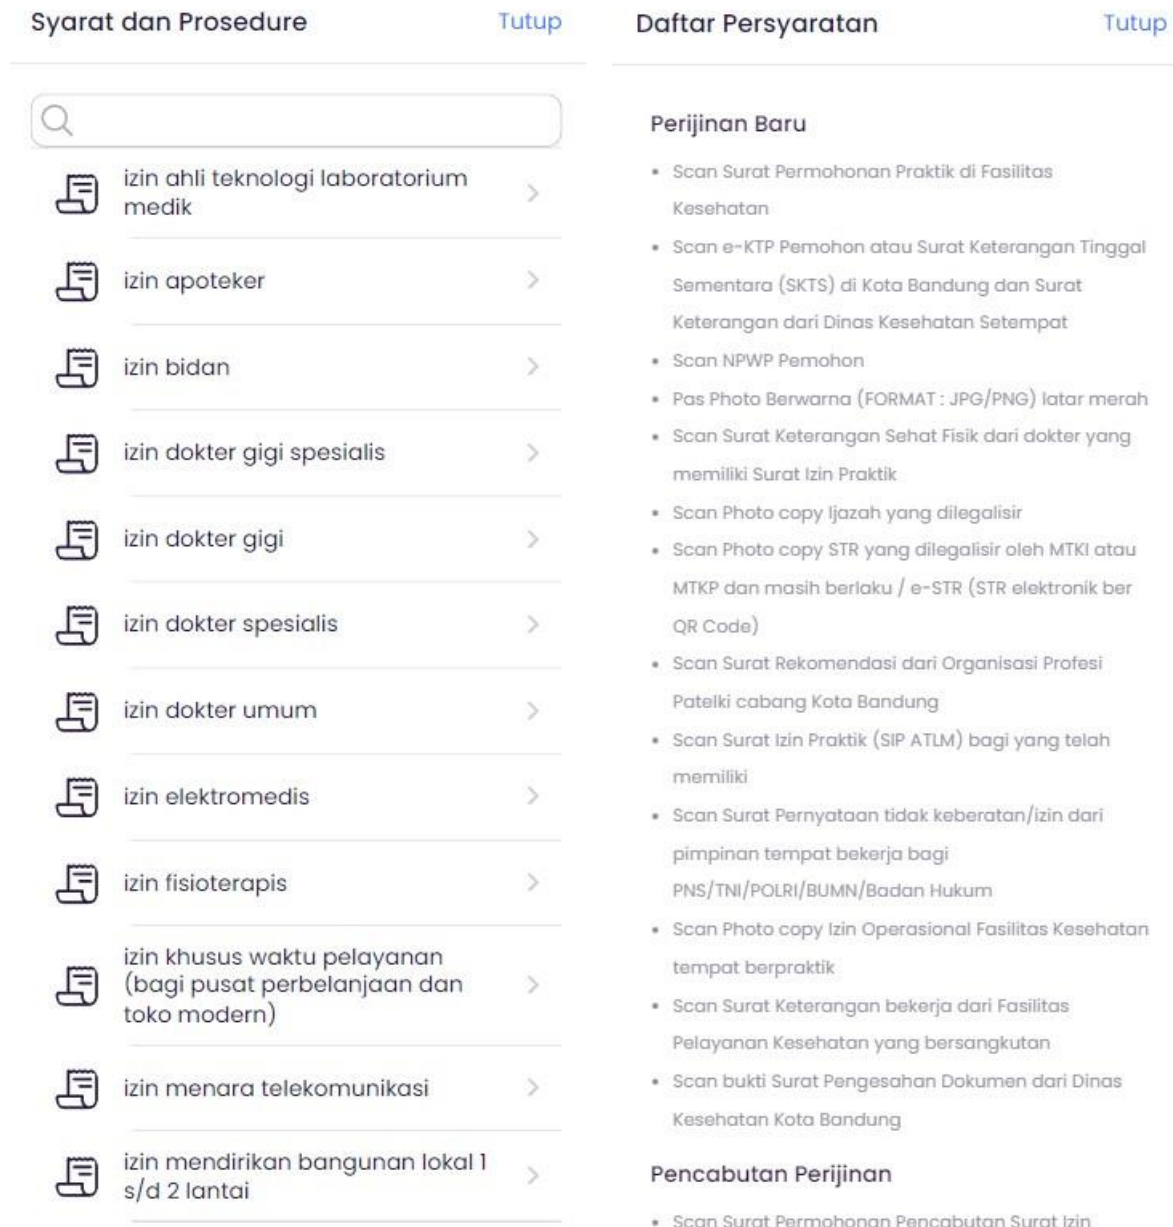 Syarat dan Prosedure
Tutup
izin ahli teknologi laboratorium
medik
izin apoteker
izin bidan
izin dokter gigi spesialis
izin dokter gigi
izin dokter spesialis
izin dokter umum
izin elektromedis
izin fisioterapis
izin khusus waktu pelayanan
(bagi pusat perbelanjaan dan
toko modern)
izin menara telekomunikasi
izin mendirikan bangunan lokal 1
s/d 2 lantai
Daftar Persyaratan
Tutup
Perijinan Baru
• Scan Surat Permohonan Praktik di Fasilitas
Kesehatan
• Scan e-KTP Pemohon atau Surat Keterangan Tinggal
Sementara (SKTS) di Kota Bandung dan Surat
Keterangan dari Dinas Kesehatan Setempat
• Scan NPWP Pemohon
• Pas Photo Berwarna (FORMAT : JPG/PNG) latar merah
• Scan Surat Keterangan Sehat Fisik dari dokter yang
memiliki Surat Izin Praktik
• Scan Photo copy Ijazah yang dilegalisir
• Scan Photo copy STR yang dilegalisir oleh MTKI atau
MTKP dan masih berlaku / e-STR (STR elektronik ber
QR Code)
• Scan Surat Rekomendasi dari Organisasi Profesi
Patelki cabang Kota Bandung
• Scan Surat Izin Praktik (SIP ATLM) bagi yang telah
memiliki
• Scan Surat Pernyataan tidak keberatan/izin dari
pimpinan tempat bekerja bagi
PNS/TNI/POLRI/BUMN/Badan Hukum
• Scan Photo copy Izin Operasional Fasilitas Kesehatan
tempat berpraktik
• Scan Surat Keterangan bekerja dari Fasilitas
Pelayanan Kesehatan yang bersangkutan
• Scan bukti Surat Pengesahan Dokumen dari Dinas
Kesehatan Kota Bandung
Pencabutan Perijinan
• Scan Surat Permohonan Pencabutan Surat Izin